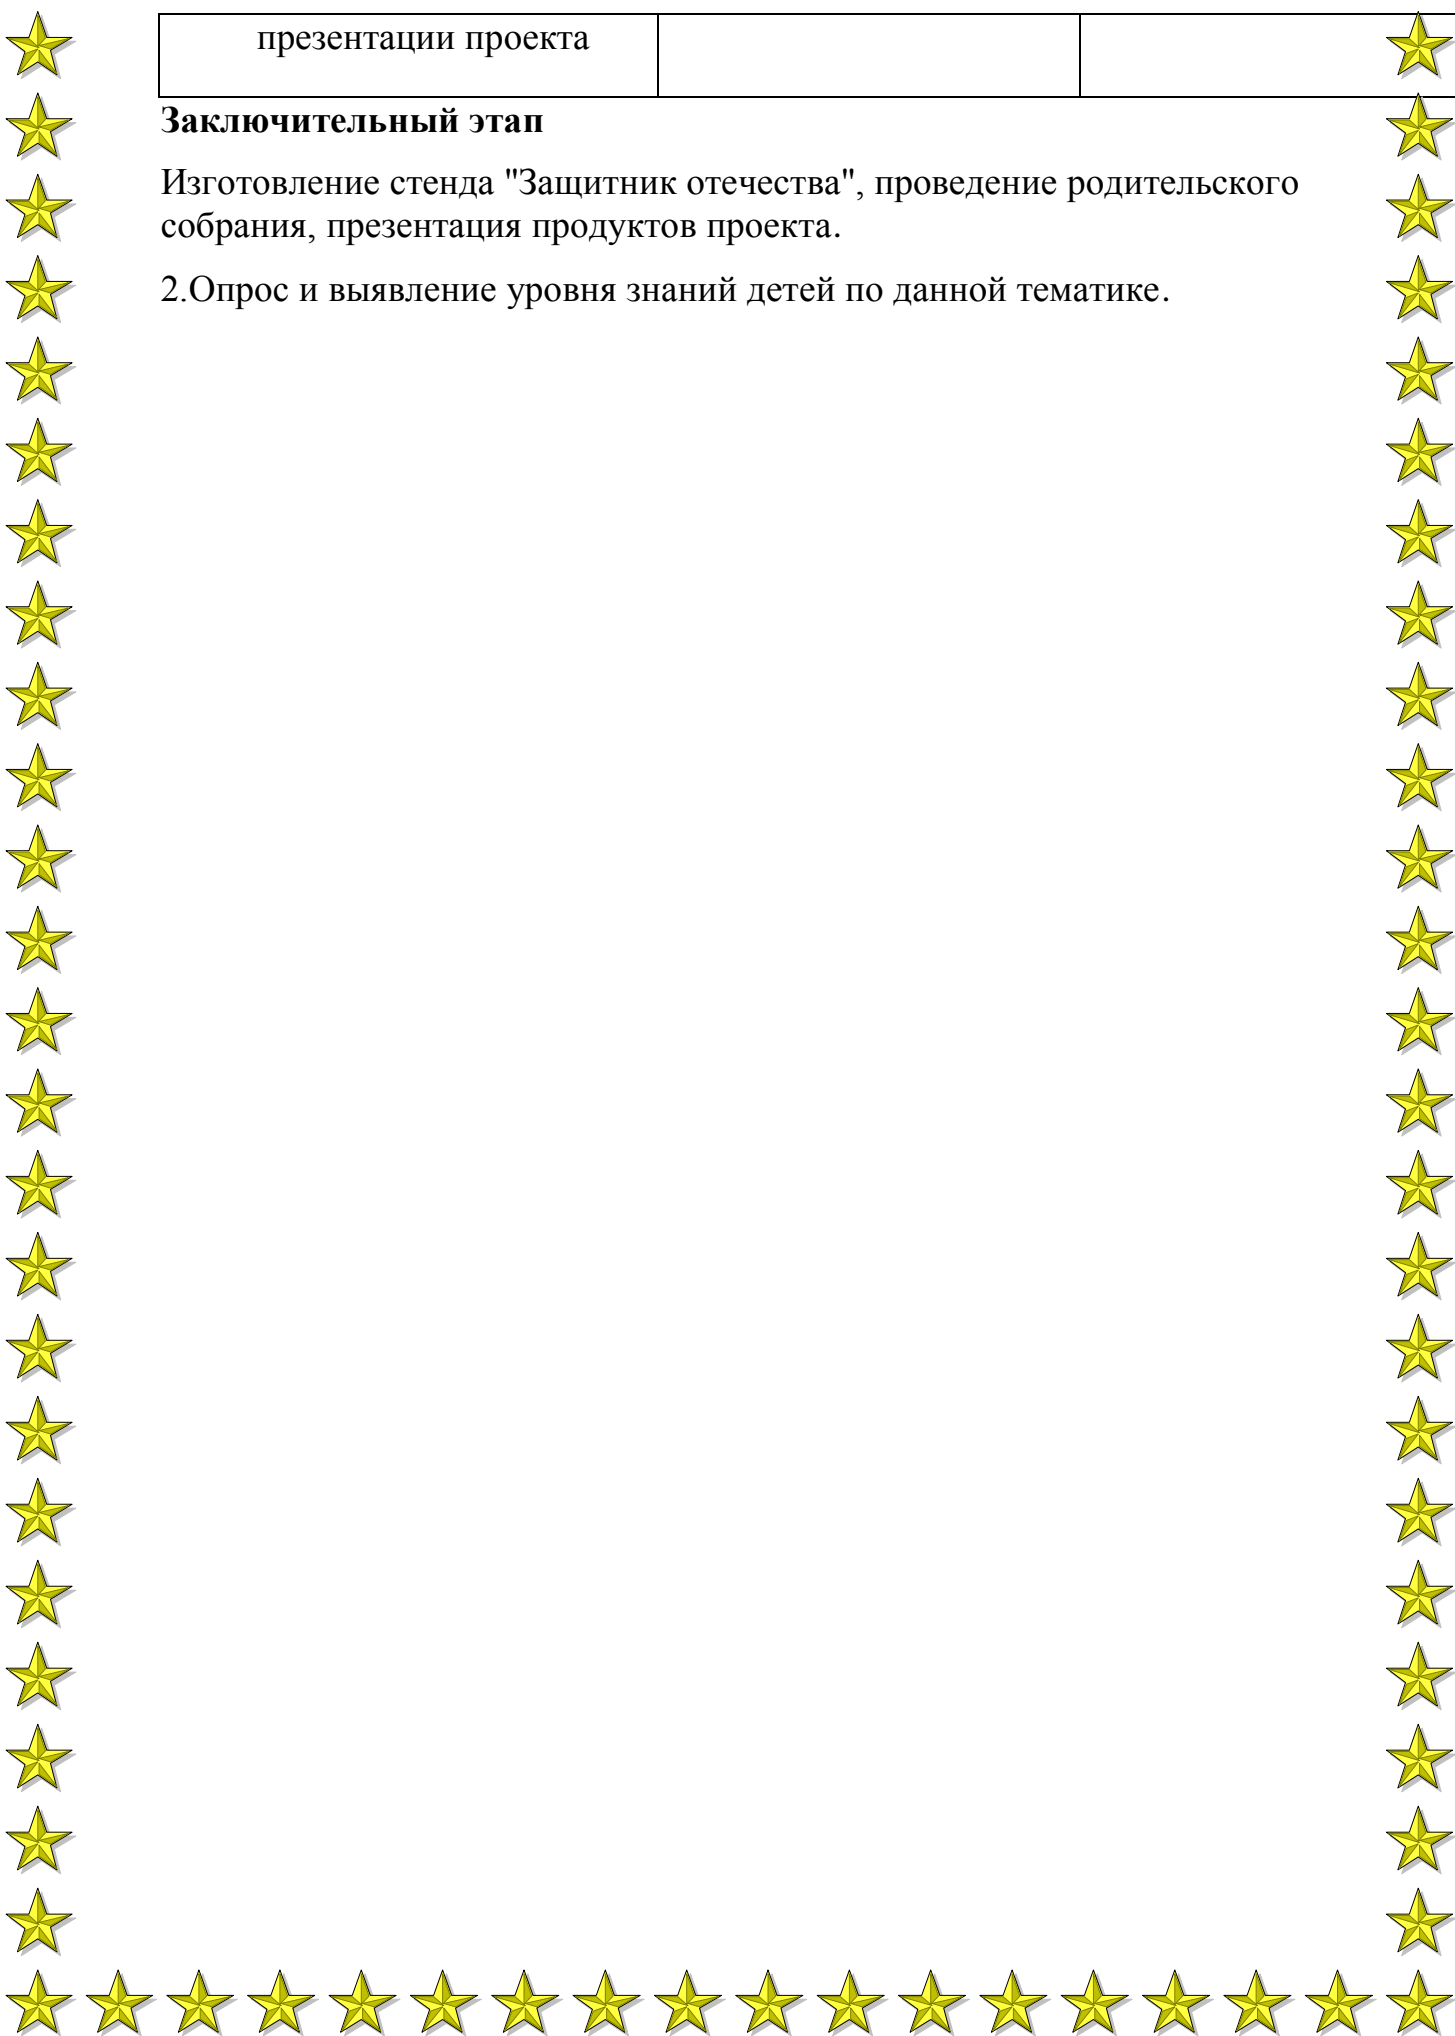 презентации проекта
Заключительный этап
Изготовление стенда "Защитник отечества", проведение родительского
собрания, презентация продуктов проекта.
2.Опрос и выявление уровня знаний детей по данной тематике.